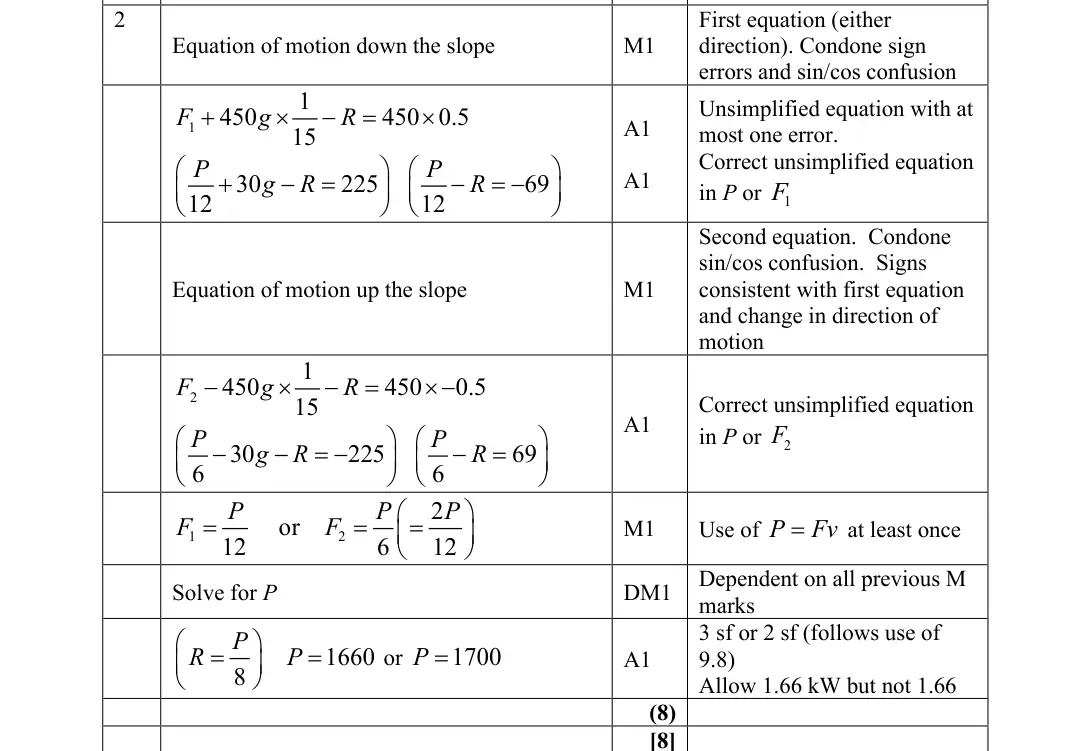 2
Equation of motion down the slope
M1
First equation (either
direction). Condone sign
errors and sin/cos confusion
F₁ + 450g × 1/15 − R = 450 × 0.5
(P/12 + 30g − R = 225) (P/12 − R = −69)
A1
A1
Unsimplified equation with at
most one error.
Correct unsimplified equation
in P or F₁
Equation of motion up the slope
M1
Second equation. Condone
sin/cos confusion. Signs
consistent with first equation
and change in direction of
motion
F₂ − 450g × 1/15 − R = 450 × −0.5
(P/6 − 30g − R = −225) (P/6 − R = 69)
A1
Correct unsimplified equation
in P or F₂
F₁ = P/12 or F₂ = P/6 (= 2P/12)
M1
Use of P = Fv at least once
Solve for P
DM1
Dependent on all previous M
marks
(R = P/8) P = 1660 or P = 1700
A1
3 sf or 2 sf (follows use of
9.8)
Allow 1.66 kW but not 1.66
(8)
[8]